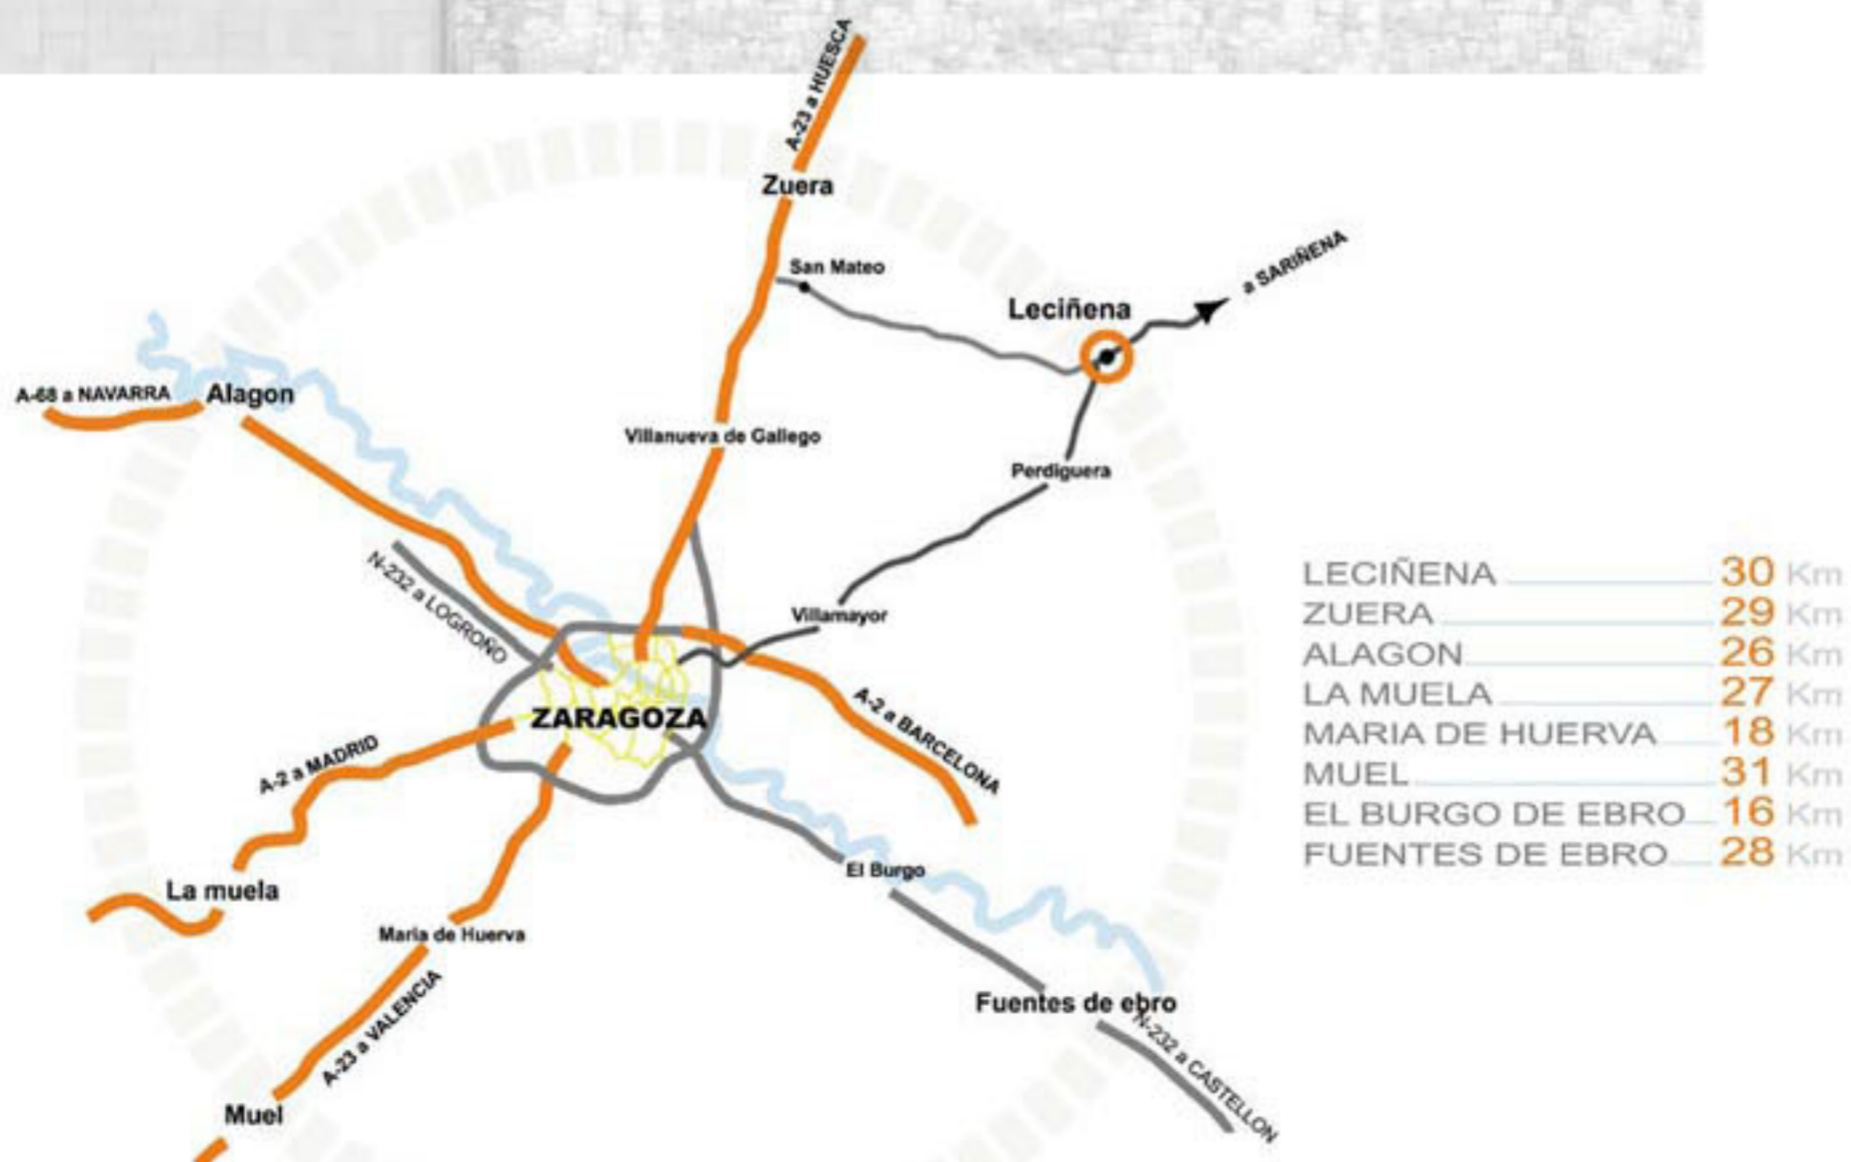 A-23 a HUESCA
Zuera
San Mateo
a SARIÑENA
Leciñena
A-68 a NAVARRA
Alagon
Villanueva de Gallego
Perdiguera
N-232 a LOGROÑO
Villamayor
ZARAGOZA
A-2 a BARCELONA
A-2 a MADRID
El Burgo
La muela
Maria de Huerva
A-23 a VALENCIA
Fuentes de ebro
N-232 a CASTELLON
Muel
LECIÑENA 30 Km
ZUERA 29 Km
ALAGON 26 Km
LA MUELA 27 Km
MARIA DE HUERVA 18 Km
MUEL 31 Km
EL BURGO DE EBRO 16 Km
FUENTES DE EBRO 28 Km